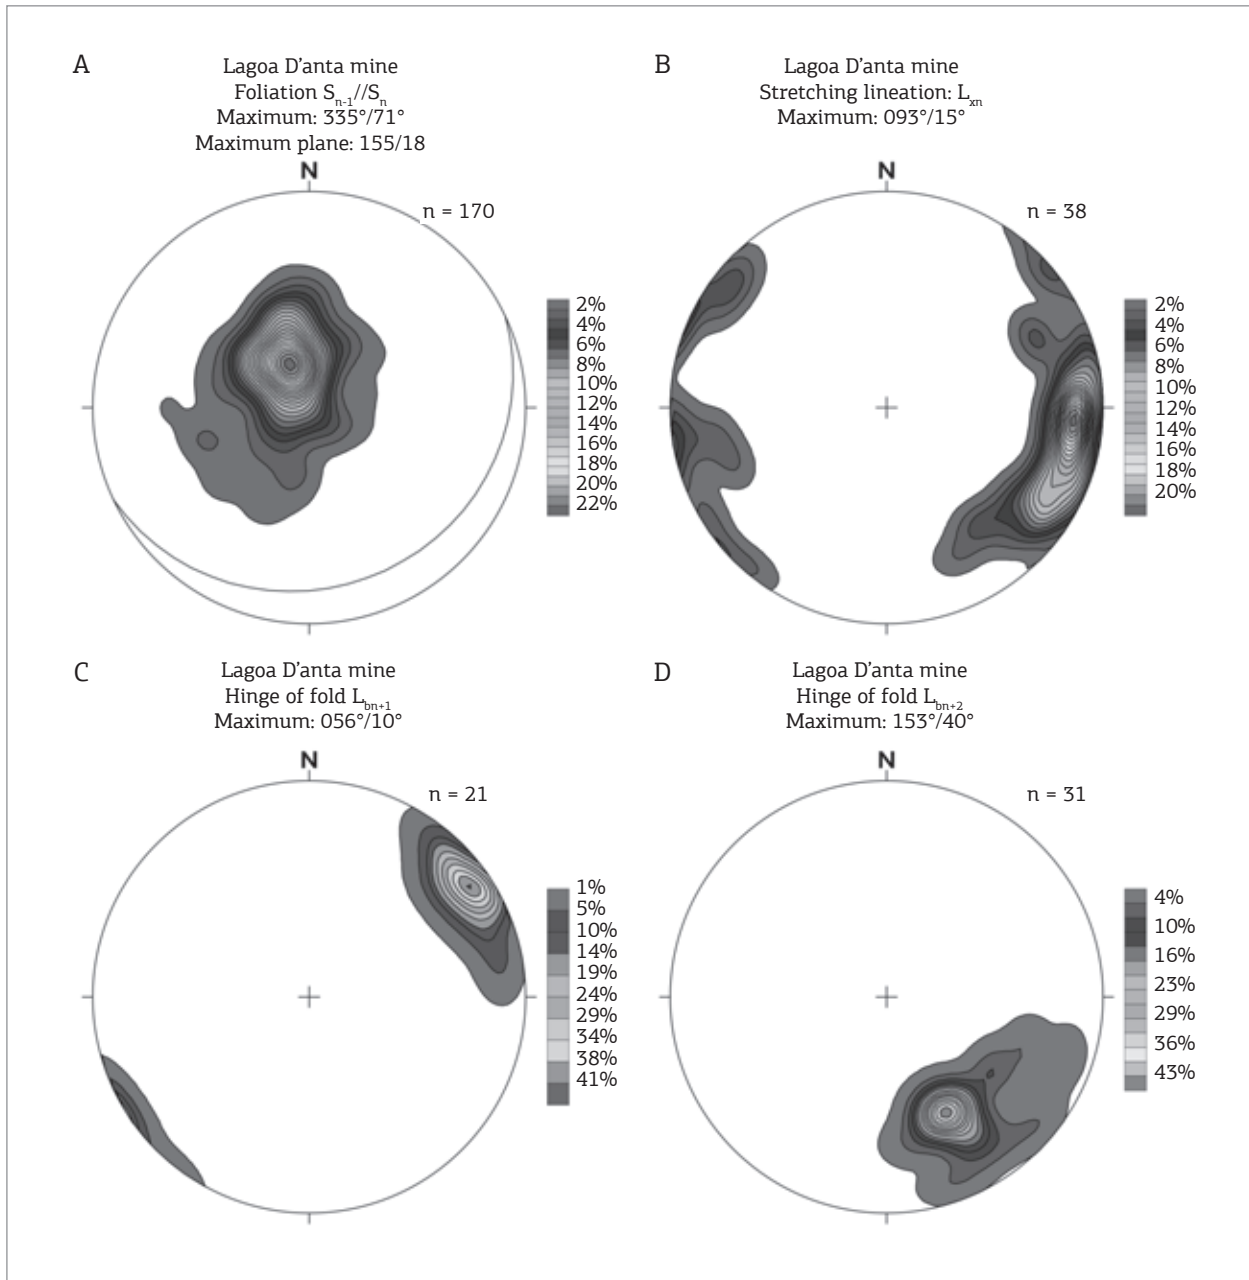 A
Lagoa D'anta mine
Foliation Sn-1//Sn
Maximum: 335°/71°
Maximum plane: 155/18
N
n = 170
2%
4%
6%
8%
10%
12%
14%
16%
18%
20%
22%
B
Lagoa D'anta mine
Stretching lineation: Lxn
Maximum: 093°/15°
N
n = 38
2%
4%
6%
8%
10%
12%
14%
16%
18%
20%
C
Lagoa D'anta mine
Hinge of fold Lbn+1
Maximum: 056°/10°
N
n = 21
1%
5%
10%
14%
19%
24%
29%
34%
38%
41%
D
Lagoa D'anta mine
Hinge of fold Lbn+2
Maximum: 153°/40°
N
n = 31
4%
10%
16%
23%
29%
36%
43%